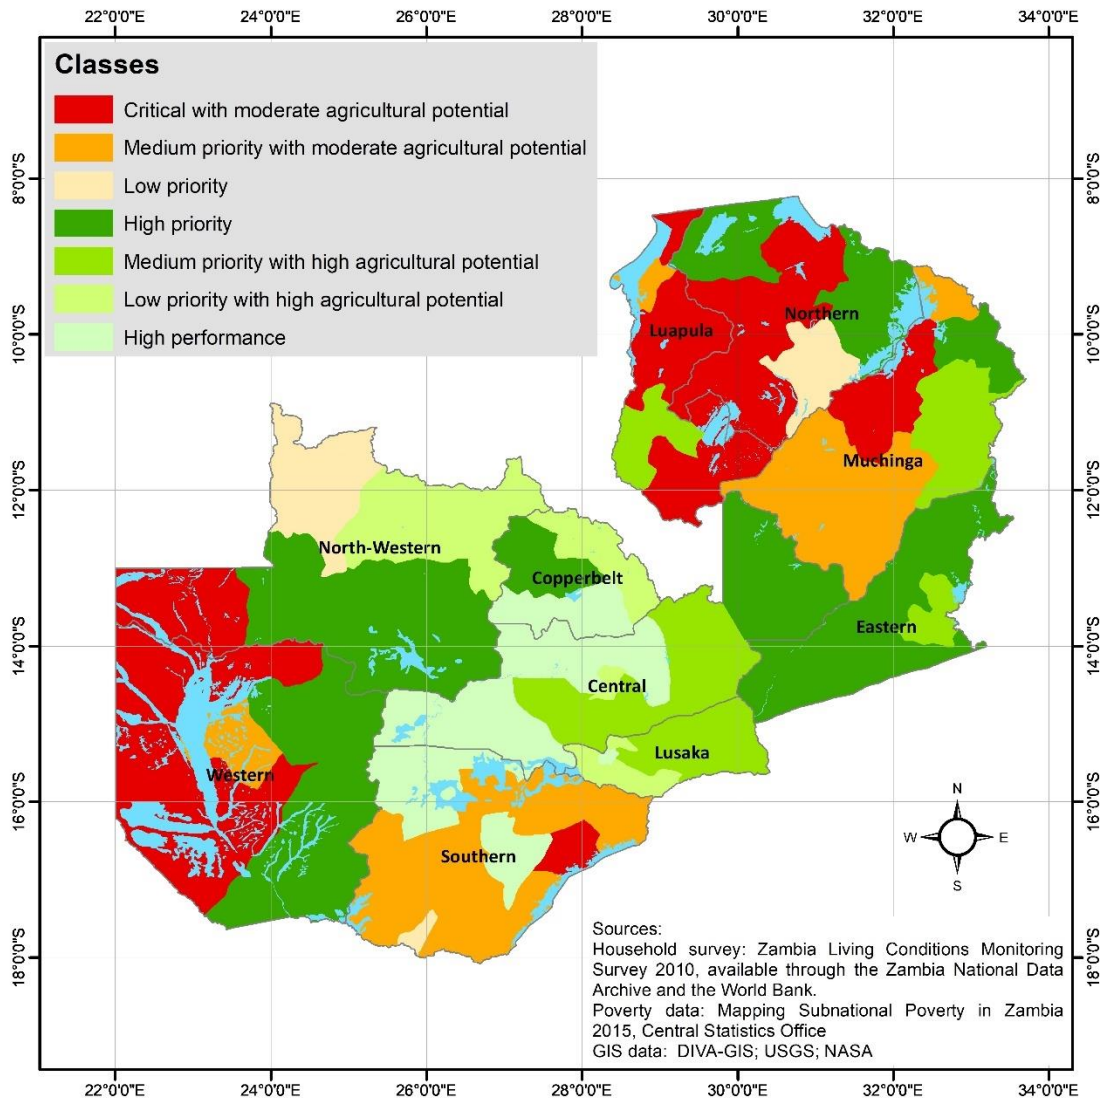 22°0'0"E 24°0'0"E 26°0'0"E 28°0'0"E 30°0'0"E 32°0'0"E 34°0'0"E
Classes
Critical with moderate agricultural potential
Medium priority with moderate agricultural potential
Low priority
High priority
Medium priority with high agricultural potential
Low priority with high agricultural potential
High performance
8°0'0"S
10°0'0"S
12°0'0"S
14°0'0"S
16°0'0"S
18°0'0"S
8°0'0"S
10°0'0"S
12°0'0"S
14°0'0"S
16°0'0"S
18°0'0"S
Northern
Luapula
Muchinga
North-Western
Copperbelt
Eastern
Central
Lusaka
Western
Southern
N
W E
S
Sources:
Household survey: Zambia Living Conditions Monitoring
Survey 2010, available through the Zambia National Data
Archive and the World Bank.
Poverty data: Mapping Subnational Poverty in Zambia
2015, Central Statistics Office
GIS data: DIVA-GIS; USGS; NASA
22°0'0"E 24°0'0"E 26°0'0"E 28°0'0"E 30°0'0"E 32°0'0"E 34°0'0"E